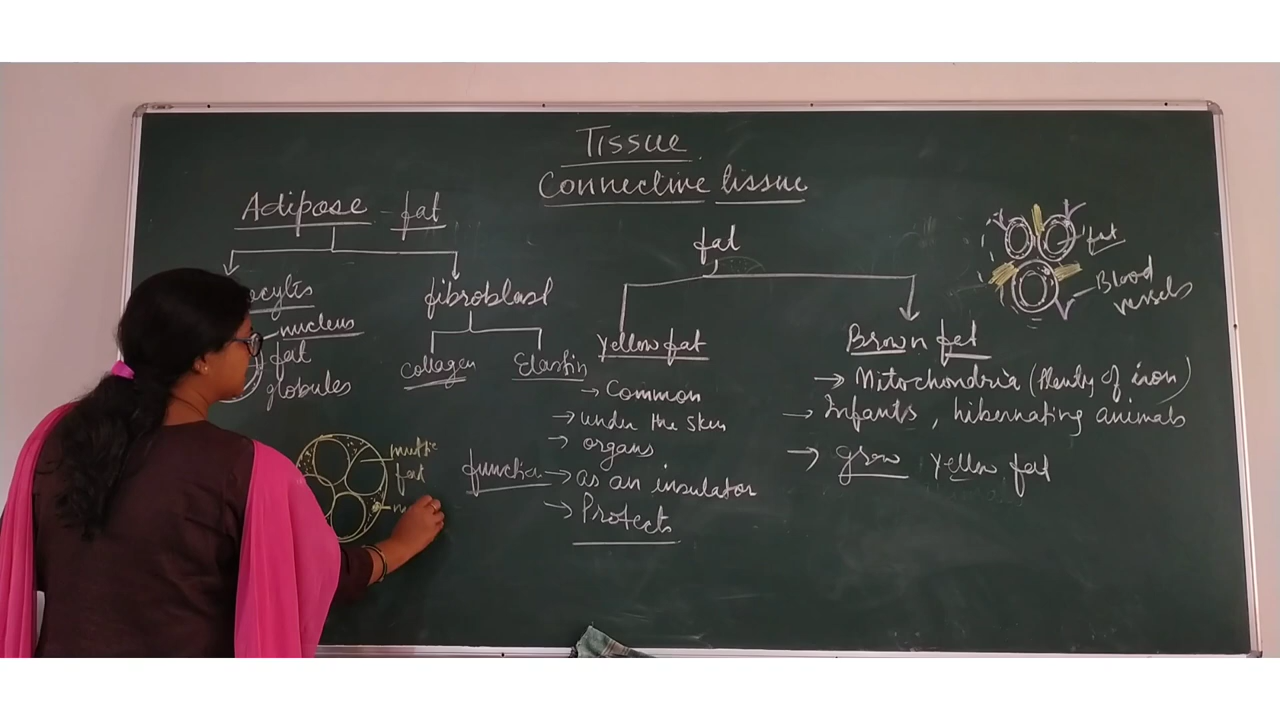 Tissue
Connective tissue
Adipose - fat
fibroblast
nucleus
fat
globules
Collagen
Elastin
fat
Yellow fat
→ Common
→ under the skin
→ organs
function → as an insulator
→ Protects
Brown fat
→ Mitochondria (Plenty of iron)
→ Infants, hibernating animals
→ grow yellow fat
fat
Blood
vessels
fat